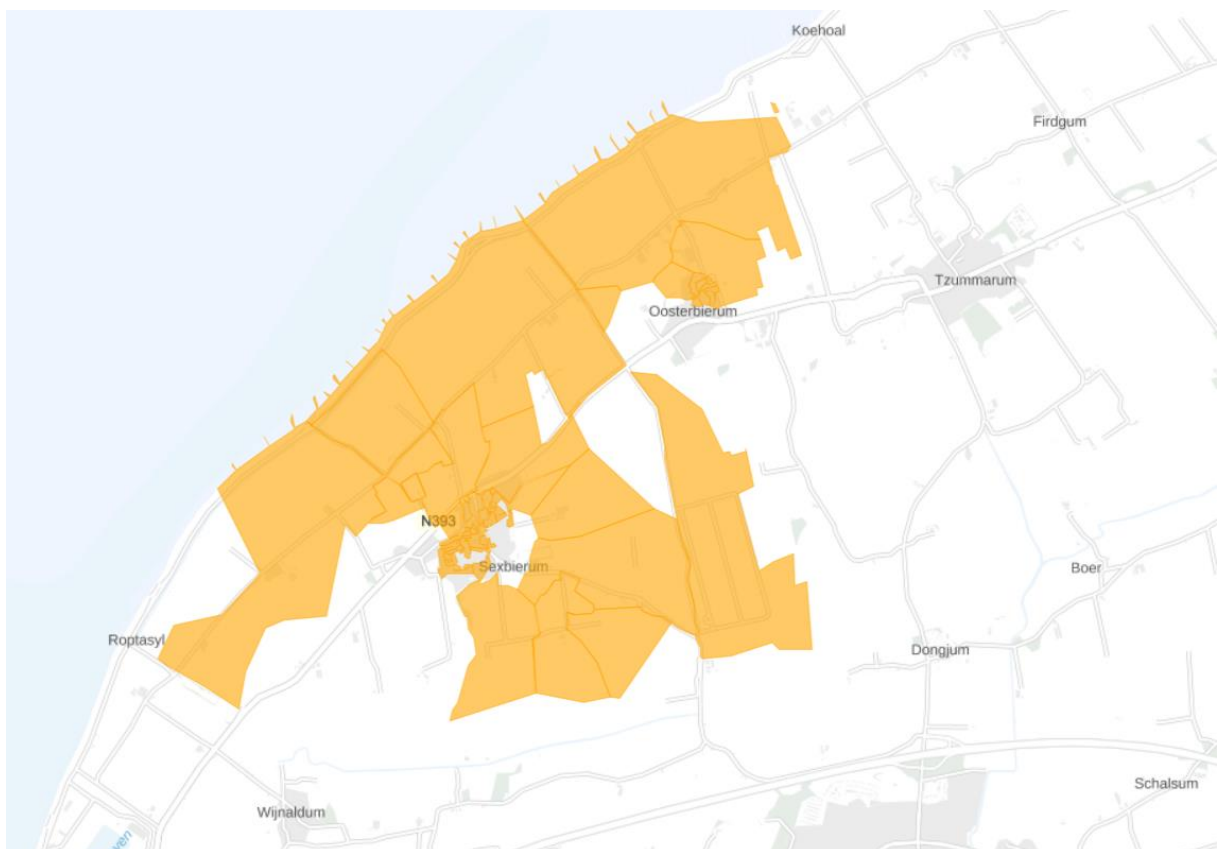 Koehoal
Firdgum
Tzummarum
Oosterbierum
N393
Sexbierum
Boer
Roptasyl
Dongjum
Schalsum
Wijnaldum